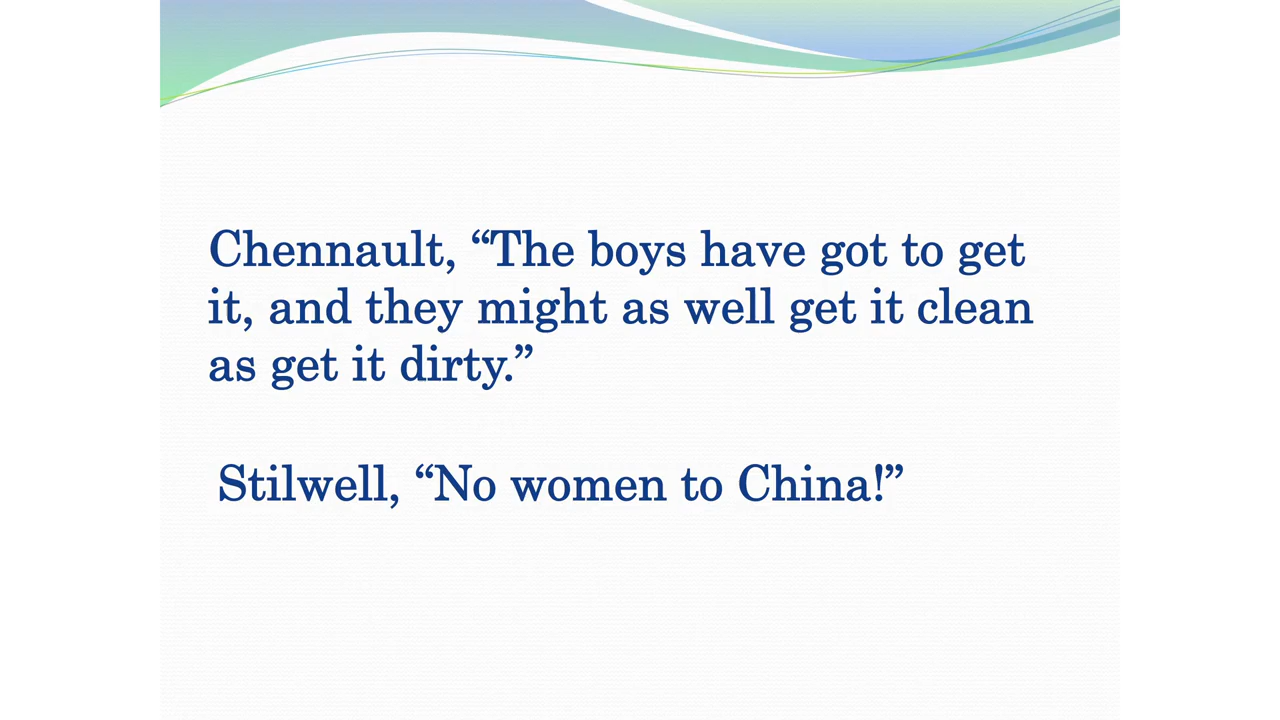 Chennault, “The boys have got to get
it, and they might as well get it clean
as get it dirty.”
Stilwell, “No women to China!”